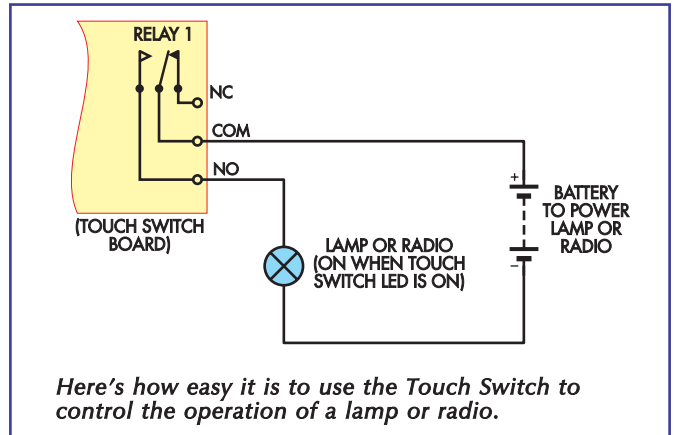 RELAY 1
NC
COM
NO
(TOUCH SWITCH
BOARD)
LAMP OR RADIO
(ON WHEN TOUCH
SWITCH LED IS ON)
+
−
BATTERY
TO POWER
LAMP OR
RADIO
Here's how easy it is to use the Touch Switch to
control the operation of a lamp or radio.